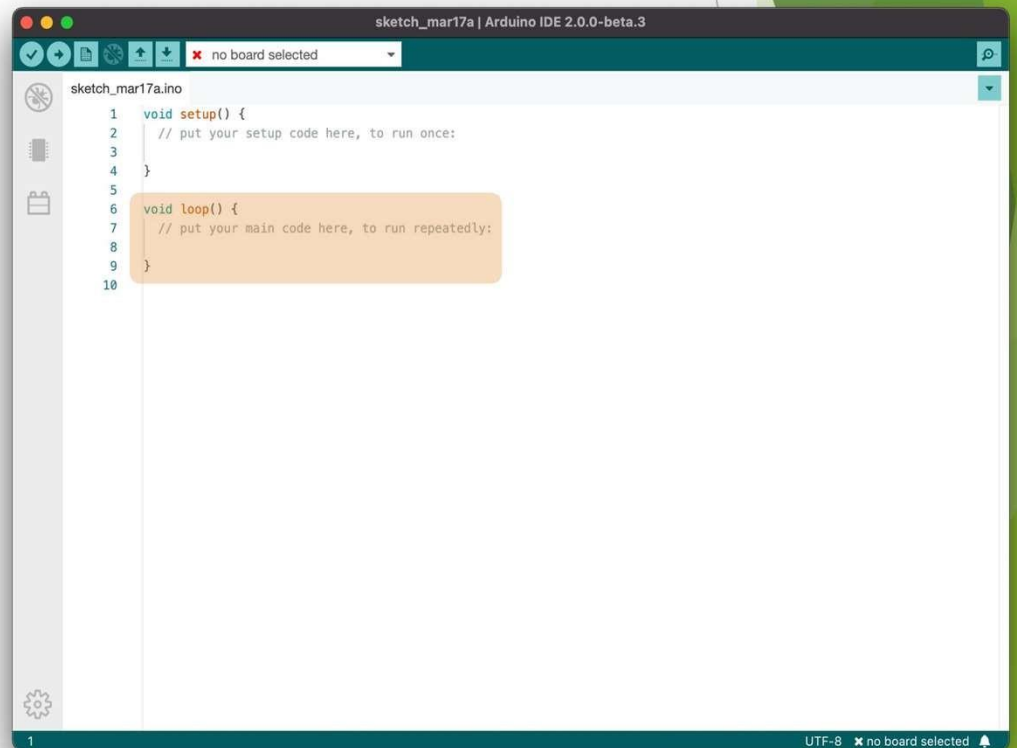 sketch_mar17a | Arduino IDE 2.0.0-beta.3
no board selected
sketch_mar17a.ino
1 void setup() {
2 // put your setup code here, to run once:
3
4 }
5
6 void loop() {
7 // put your main code here, to run repeatedly:
8
9 }
10
1 UTF-8 no board selected